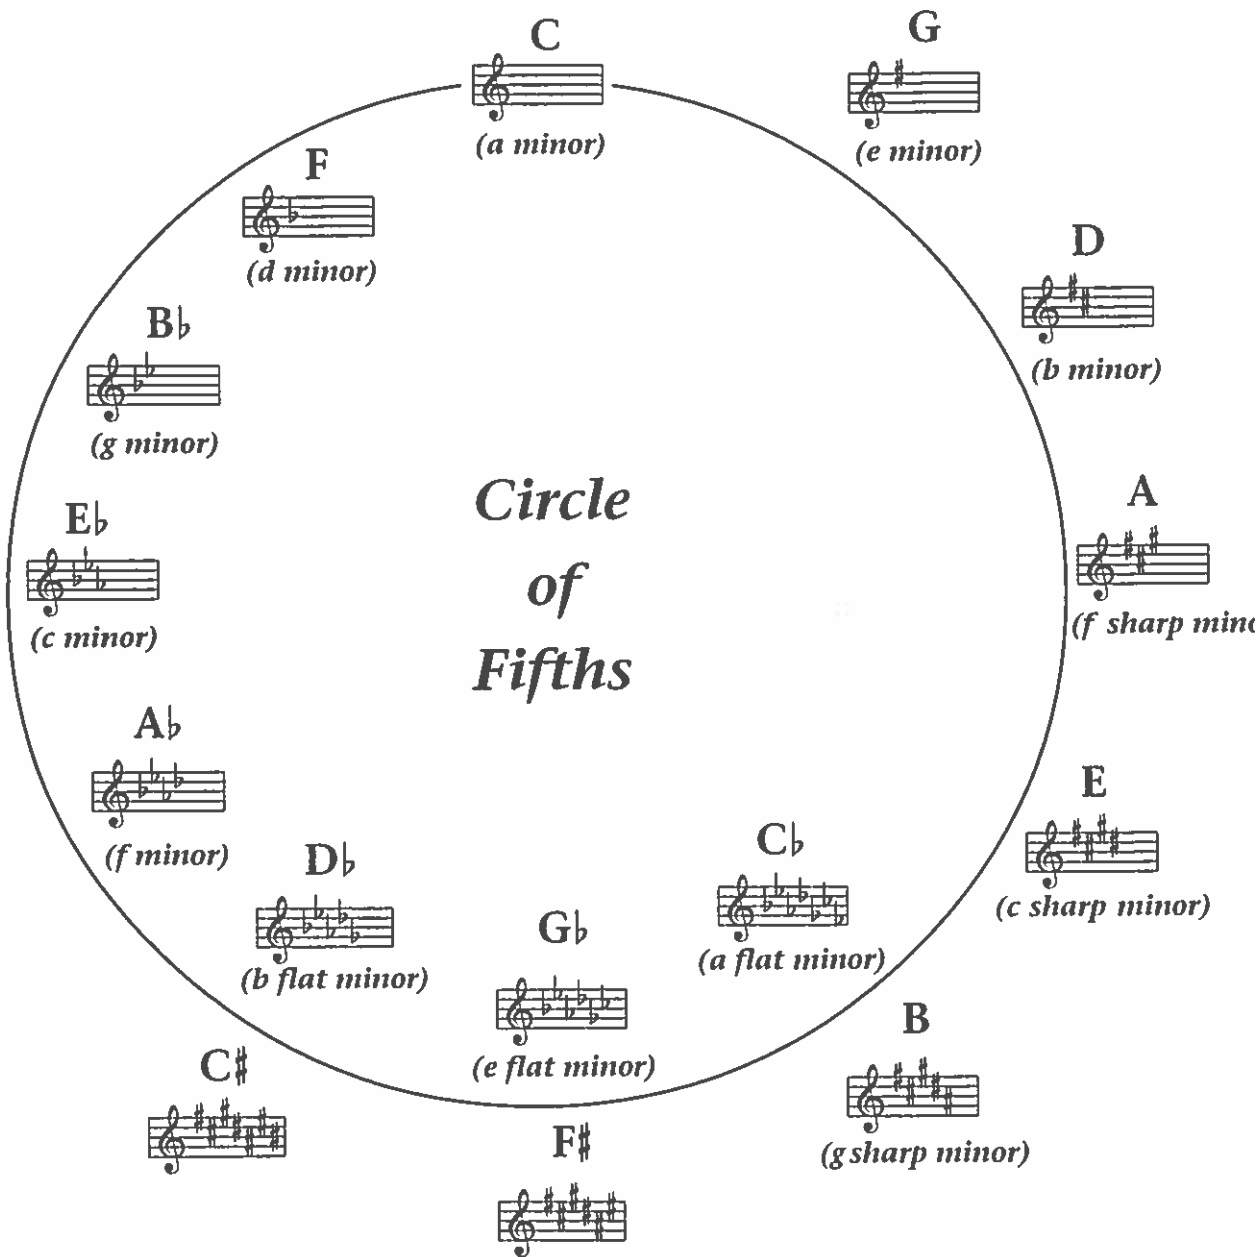 C
(a minor)
G
(e minor)
F
(d minor)
D
(b minor)
B♭
(g minor)
A
(f sharp mino
E♭
(c minor)
Circle
of
Fifths
A♭
(f minor)
E
(c sharp minor)
D♭
(b flat minor)
C♭
(a flat minor)
G♭
(e flat minor)
B
(g sharp minor)
C♯
F♯